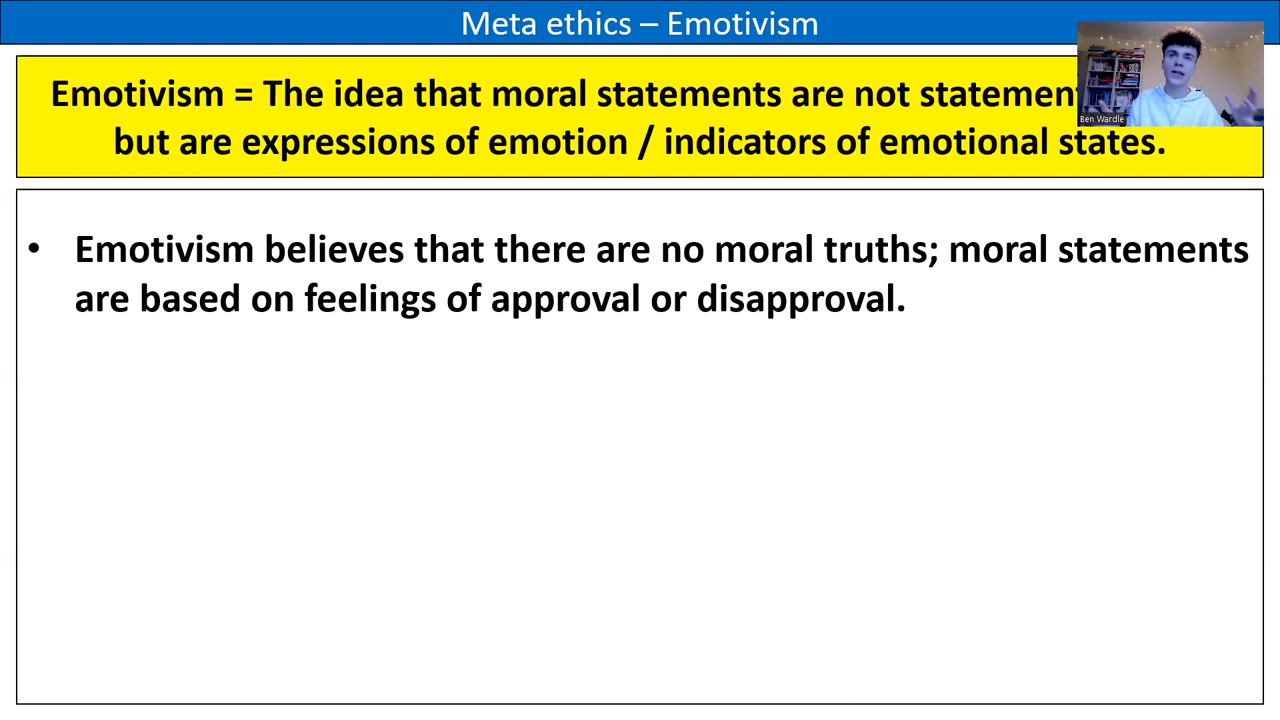 Meta ethics – Emotivism
Emotivism = The idea that moral statements are not
but are expressions of emotion / indicators of emotional states.
Ben Wardle
• Emotivism believes that there are no moral truths; moral statements
are based on feelings of approval or disapproval.